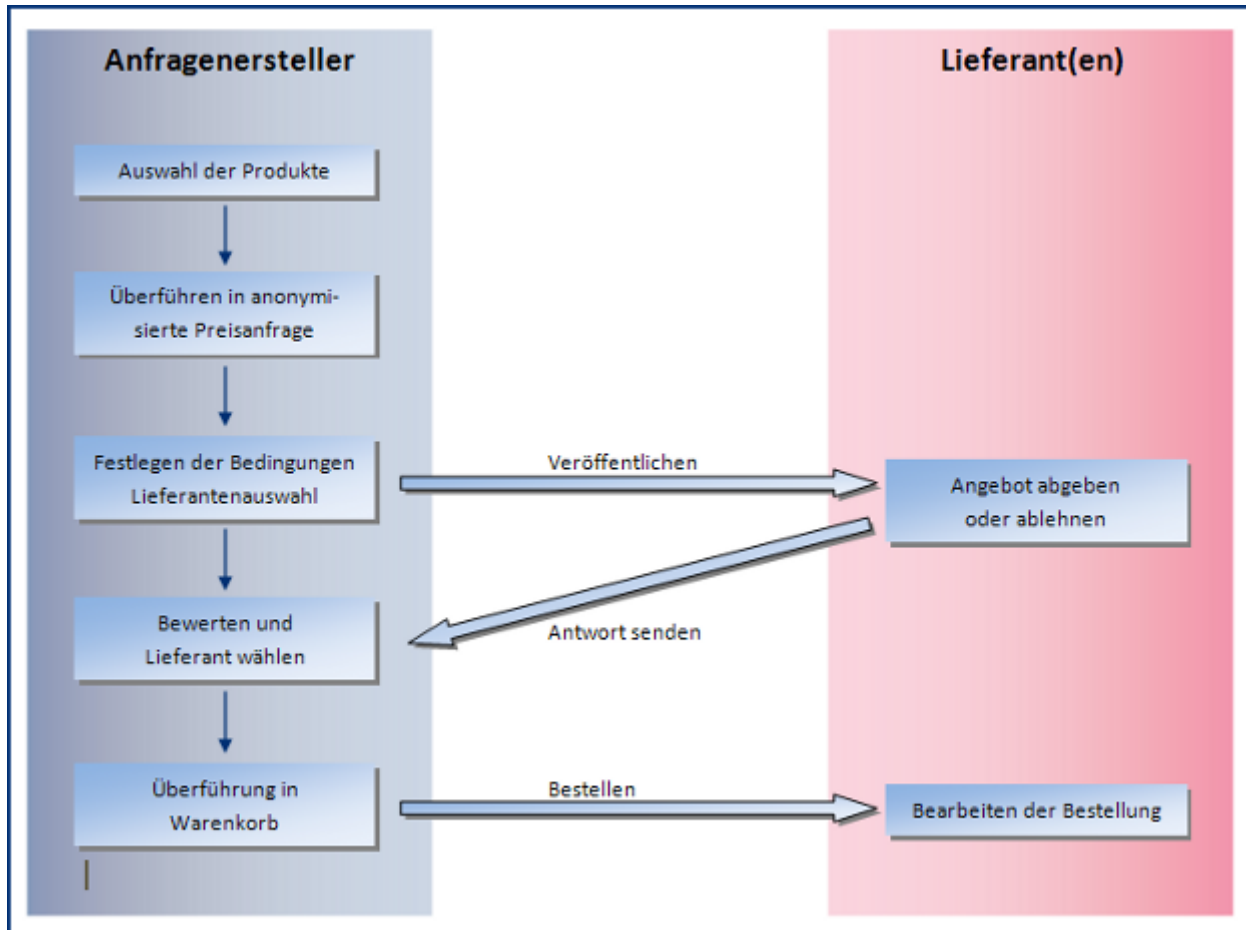 Anfragenersteller
Lieferant(en)
Auswahl der Produkte
Überführen in anonymi-
sierte Preisanfrage
Festlegen der Bedingungen
Lieferantenauswahl
Veröffentlichen
Angebot abgeben
oder ablehnen
Bewerten und
Lieferant wählen
Antwort senden
Überführung in
Warenkorb
Bestellen
Bearbeiten der Bestellung